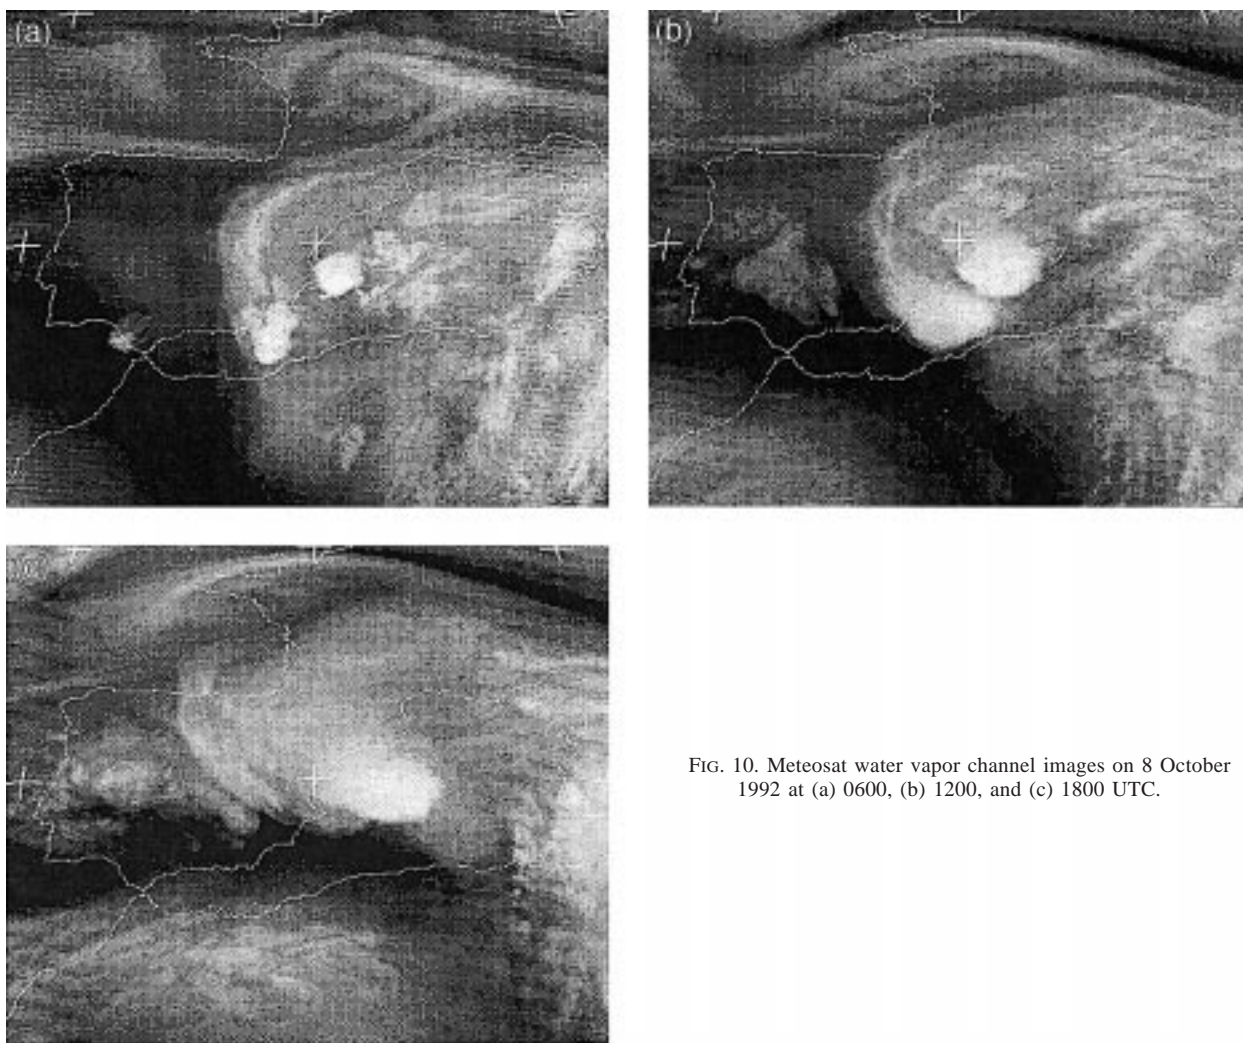 (a)
(b)
FIG. 10. Meteosat water vapor channel images on 8 October
1992 at (a) 0600, (b) 1200, and (c) 1800 UTC.